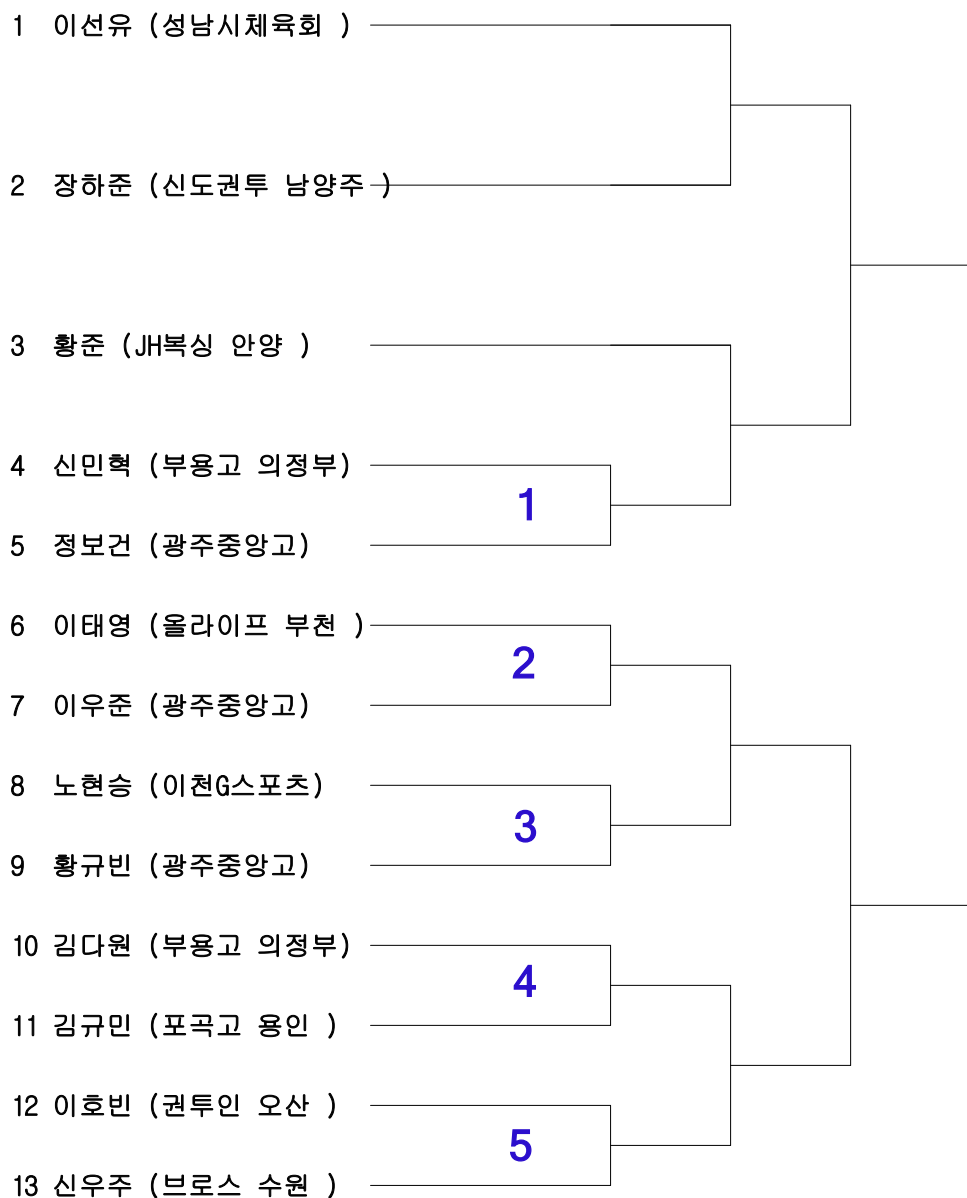 1 이선유 (성남시체육회 )
2 장하준 (신도권투 남양주 )
3 황준 (JH복싱 안양 )
4 신민혁 (부용고 의정부)
1
5 정보건 (광주중앙고)
6 이태영 (올라이프 부천 )
2
7 이우준 (광주중앙고)
8 노현승 (이천G스포츠)
3
9 황규빈 (광주중앙고)
10 김다원 (부용고 의정부)
4
11 김규민 (포곡고 용인 )
12 이호빈 (권투인 오산 )
5
13 신우주 (브로스 수원 )